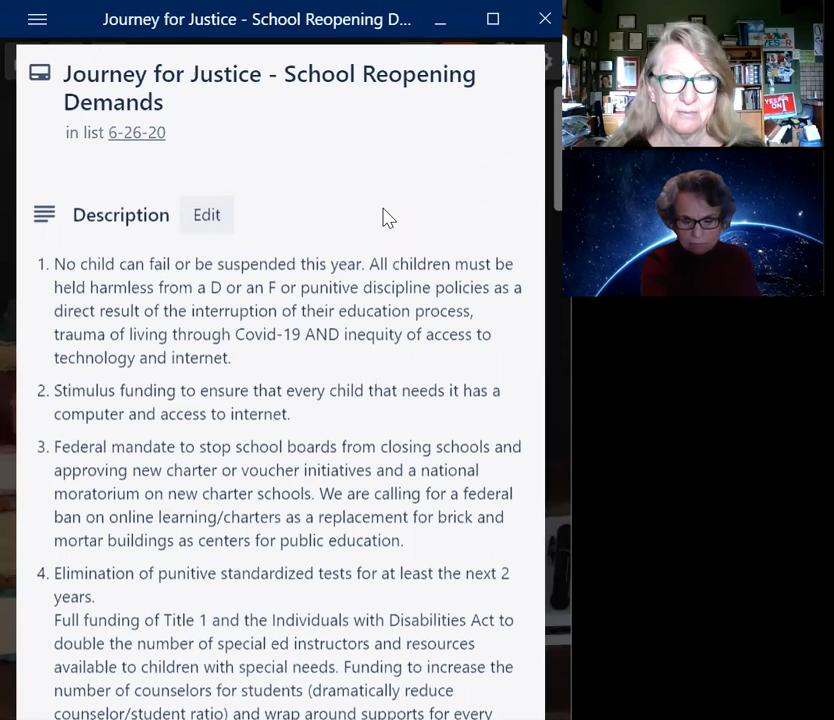 Journey for Justice - School Reopening D...
Journey for Justice - School Reopening
Demands
in list 6-26-20
Description Edit
1. No child can fail or be suspended this year. All children must be
held harmless from a D or an F or punitive discipline policies as a
direct result of the interruption of their education process,
trauma of living through Covid-19 AND inequity of access to
technology and internet.
2. Stimulus funding to ensure that every child that needs it has a
computer and access to internet.
3. Federal mandate to stop school boards from closing schools and
approving new charter or voucher initiatives and a national
moratorium on new charter schools. We are calling for a federal
ban on online learning/charters as a replacement for brick and
mortar buildings as centers for public education.
4. Elimination of punitive standardized tests for at least the next 2
years.
Full funding of Title 1 and the Individuals with Disabilities Act to
double the number of special ed instructors and resources
available to children with special needs. Funding to increase the
number of counselors for students (dramatically reduce
counselor/student ratio) and wrap around supports for every